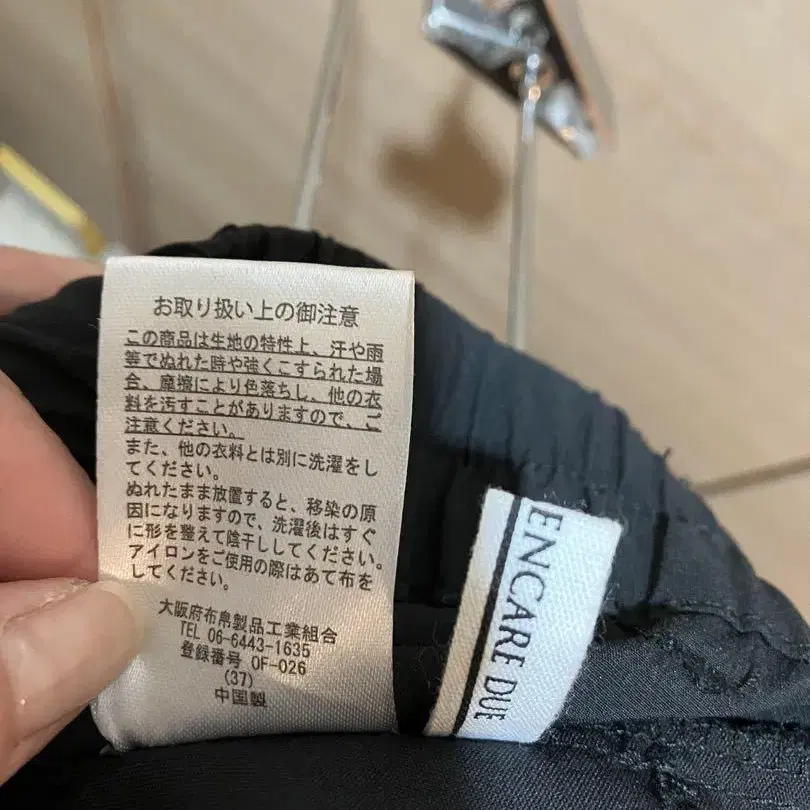 お取り扱い上の御注意
この商品は生地の特性上、汗や雨
等でぬれた時や強くこすられた場
合、摩擦により色落ちし、他の衣
料を汚すことがありますので、ご
注意ください。
また、他の衣料とは別に洗濯をし
てください。
ぬれたまま放置すると、移染の原
因になりますので、洗濯後はすぐ
に形を整えて陰干ししてください。
アイロンをご使用の際はあて布を
してください。
大阪府布帛製品工業組合
TEL 06-6443-1635
登録番号 OF-026
(37)
中国製
ENCARE DUE